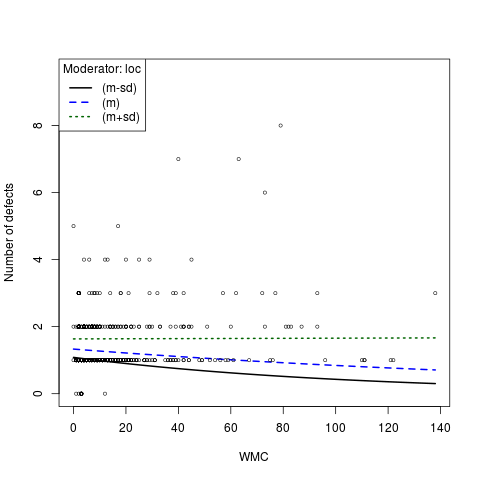 Moderator: loc
(m-sd)
(m)
(m+sd)
Number of defects
8
6
4
2
0
0 20 40 60 80 100 120 140
WMC